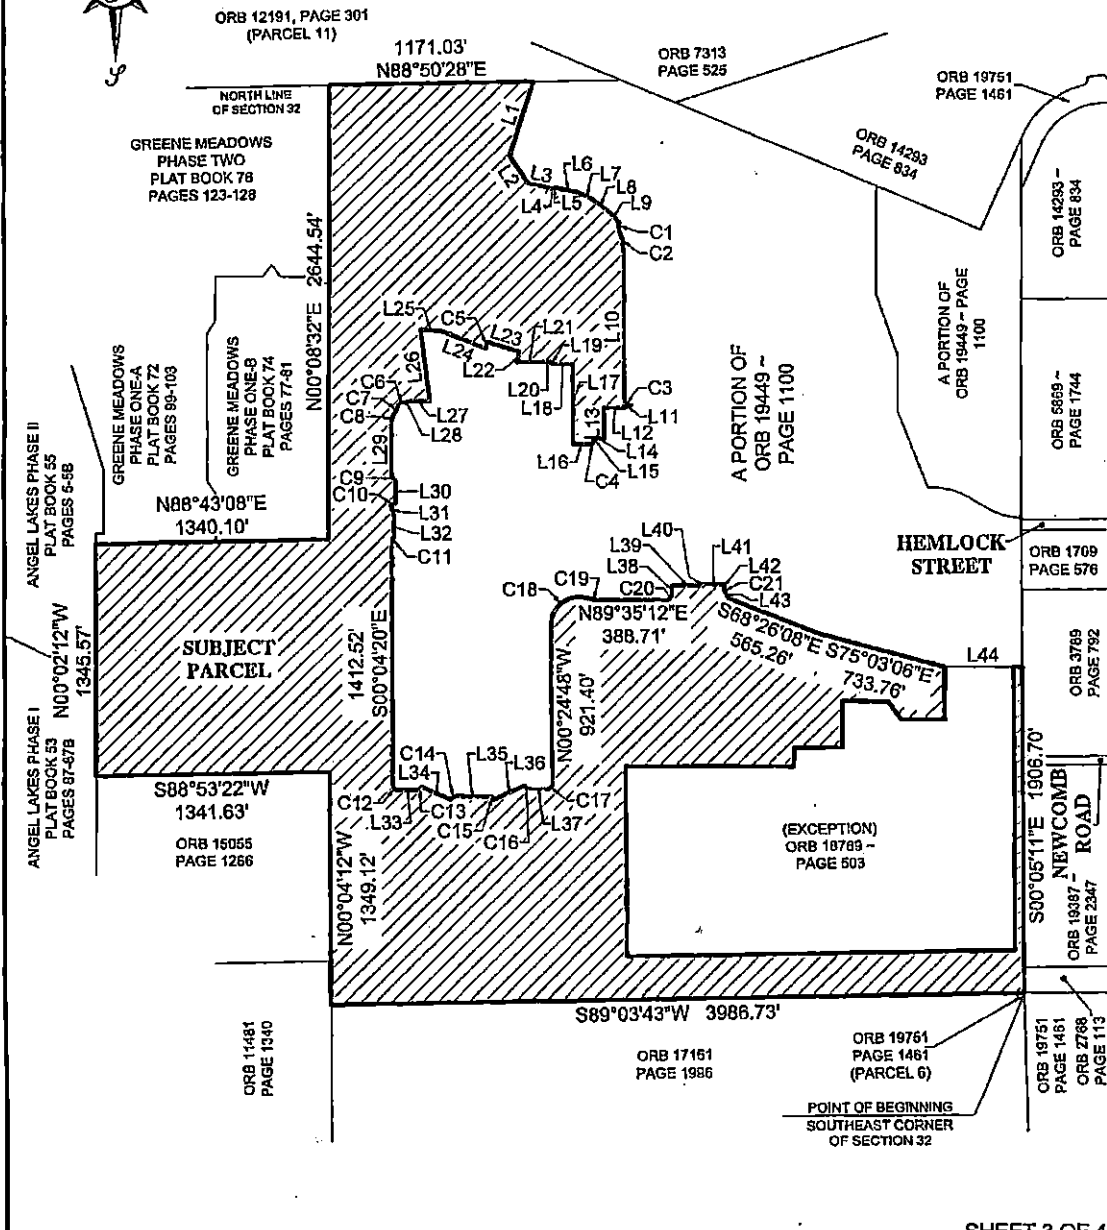 S
ORB 12191, PAGE 301
(PARCEL 11)
1171.03'
N88°50'28"E
ORB 7313
PAGE 525
ORB 19751
PAGE 1461
NORTH LINE
OF SECTION 32
GREENE MEADOWS
PHASE TWO
PLAT BOOK 76
PAGES 123-128
L1
L2
L3
L4
L5
L6
L7
L8
L9
C1
C2
ORB 14293
PAGE 834
ORB 14293 ~
PAGE 834
N00°08'32"E 2644.54'
L10
L25
C5
L23
L24
L21
L19
L22
L20
L18
L17
L26
C6
C7
C8
L27
L28
L29
C3
L11
L12
L13
L14
L15
L16
C4
A PORTION OF
ORB 19449 ~ PAGE
1100
A PORTION OF
ORB 19449 ~
PAGE 1100
ORB 5869 ~
PAGE 1744
GREENE MEADOWS
PHASE ONE-A
PLAT BOOK 72
PAGES 99-103
GREENE MEADOWS
PHASE ONE-B
PLAT BOOK 74
PAGES 77-81
ANGEL LAKES PHASE II
PLAT BOOK 55
PAGES 5-5B
N88°43'08"E
1340.10'
C9
C10
L30
L31
L32
C11
HEMLOCK
STREET
ORB 1709
PAGE 576
L40
L39
L38
L41
L42
C21
L43
C18
C19
C20
N89°35'12"E
388.71'
S68°26'08"E
565.26'
S75°03'06"E
733.76'
L44
ORB 3789
PAGE 792
N00°02'12"W
1345.57'
SUBJECT
PARCEL
1412.52'
S00°04'20"E
N00°24'48"W
921.40'
ANGEL LAKES PHASE I
PLAT BOOK 53
PAGES 87-87B
S88°53'22"W
1341.63'
ORB 15055
PAGE 1266
C14
L35
L36
L34
C12
C13
L33
C15
C16
L37
C17
(EXCEPTION)
ORB 18769 ~
PAGE 503
S00°05'11"E 1906.70'
NEWCOMB
ROAD
ORB 19387 ~
PAGE 2347
N00°04'12"W
1349.12'
S89°03'43"W 3986.73'
ORB 11481
PAGE 1340
ORB 17161
PAGE 1986
ORB 19751
PAGE 1461
(PARCEL 6)
ORB 19751
PAGE 1461
ORB 2768
PAGE 113
POINT OF BEGINNING
SOUTHEAST CORNER
OF SECTION 32